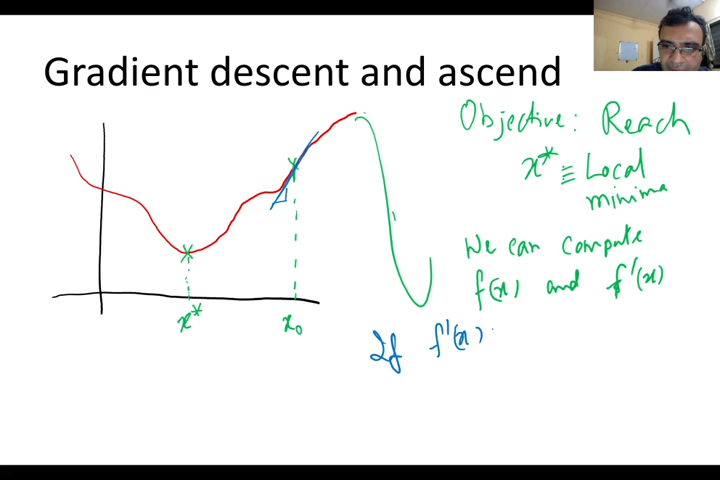 Gradient descent and ascend
Objective: Reach
x* ≡ Local
minima
We can compute
f(x) and f'(x)
x*
x₀
If f'(x)